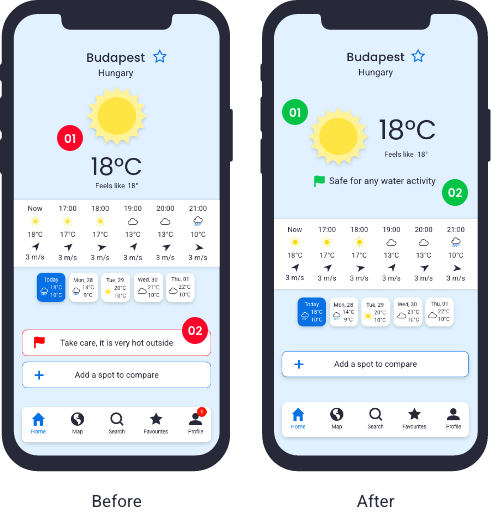 Budapest
Hungary
01
18°C
Feels like 18°
Now 17:00 18:00 19:00 20:00 21:00
18°C 17°C 17°C 13°C 13°C 10°C
3 m/s 3 m/s 3 m/s 3 m/s 3 m/s 3 m/s
Today Mon, 28 Tue, 29 Wed, 30 Thu, 01
18°C 14°C 20°C 21°C 22°C
10°C 9°C 10°C 10°C 10°C
02
Take care, it is very hot outside
Add a spot to compare
Home Map Search Favourites Profile
Before
Budapest
Hungary
01
18°C
Feels like 18°
Safe for any water activity
02
Now 17:00 18:00 19:00 20:00 21:00
18°C 17°C 17°C 13°C 13°C 10°C
3 m/s 3 m/s 3 m/s 3 m/s 3 m/s 3 m/s
Today Mon, 28 Tue, 29 Wed, 30 Thu, 01
18°C 14°C 20°C 21°C 22°C
10°C 9°C 10°C 10°C 10°C
Add a spot to compare
Home Map Search Favourites Profile
After